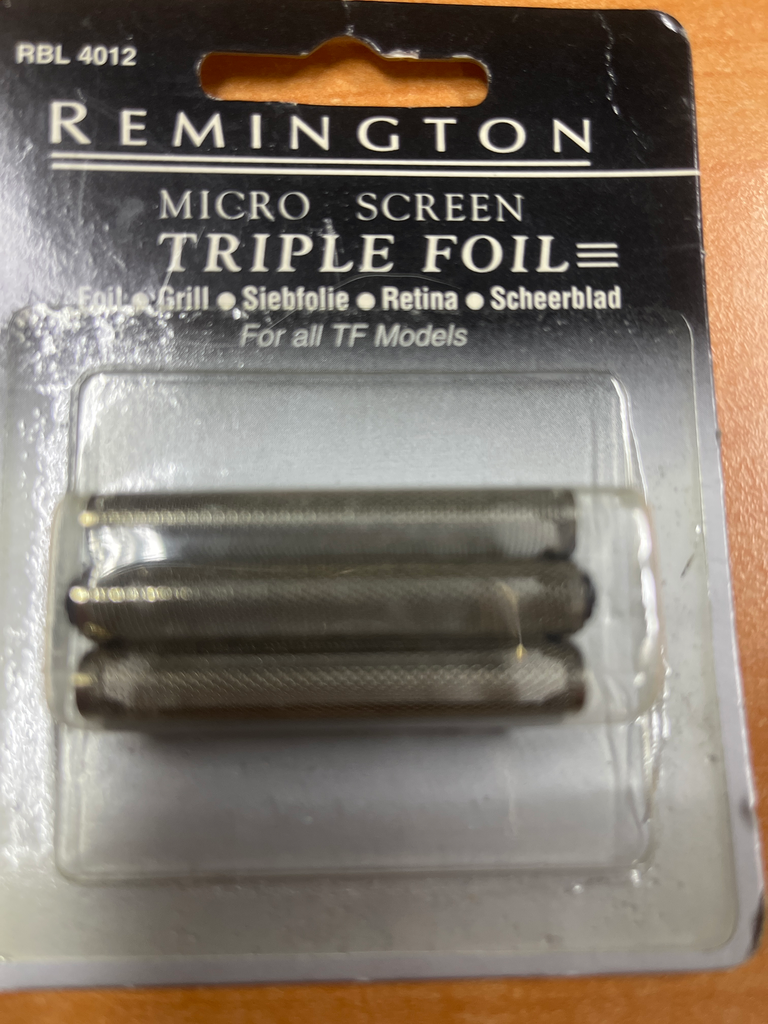 RBL 4012
REMINGTON
MICRO SCREEN
TRIPLE FOIL
Foil ● Grill ● Siebfolie ● Retina ● Scheerblad
For all TF Models